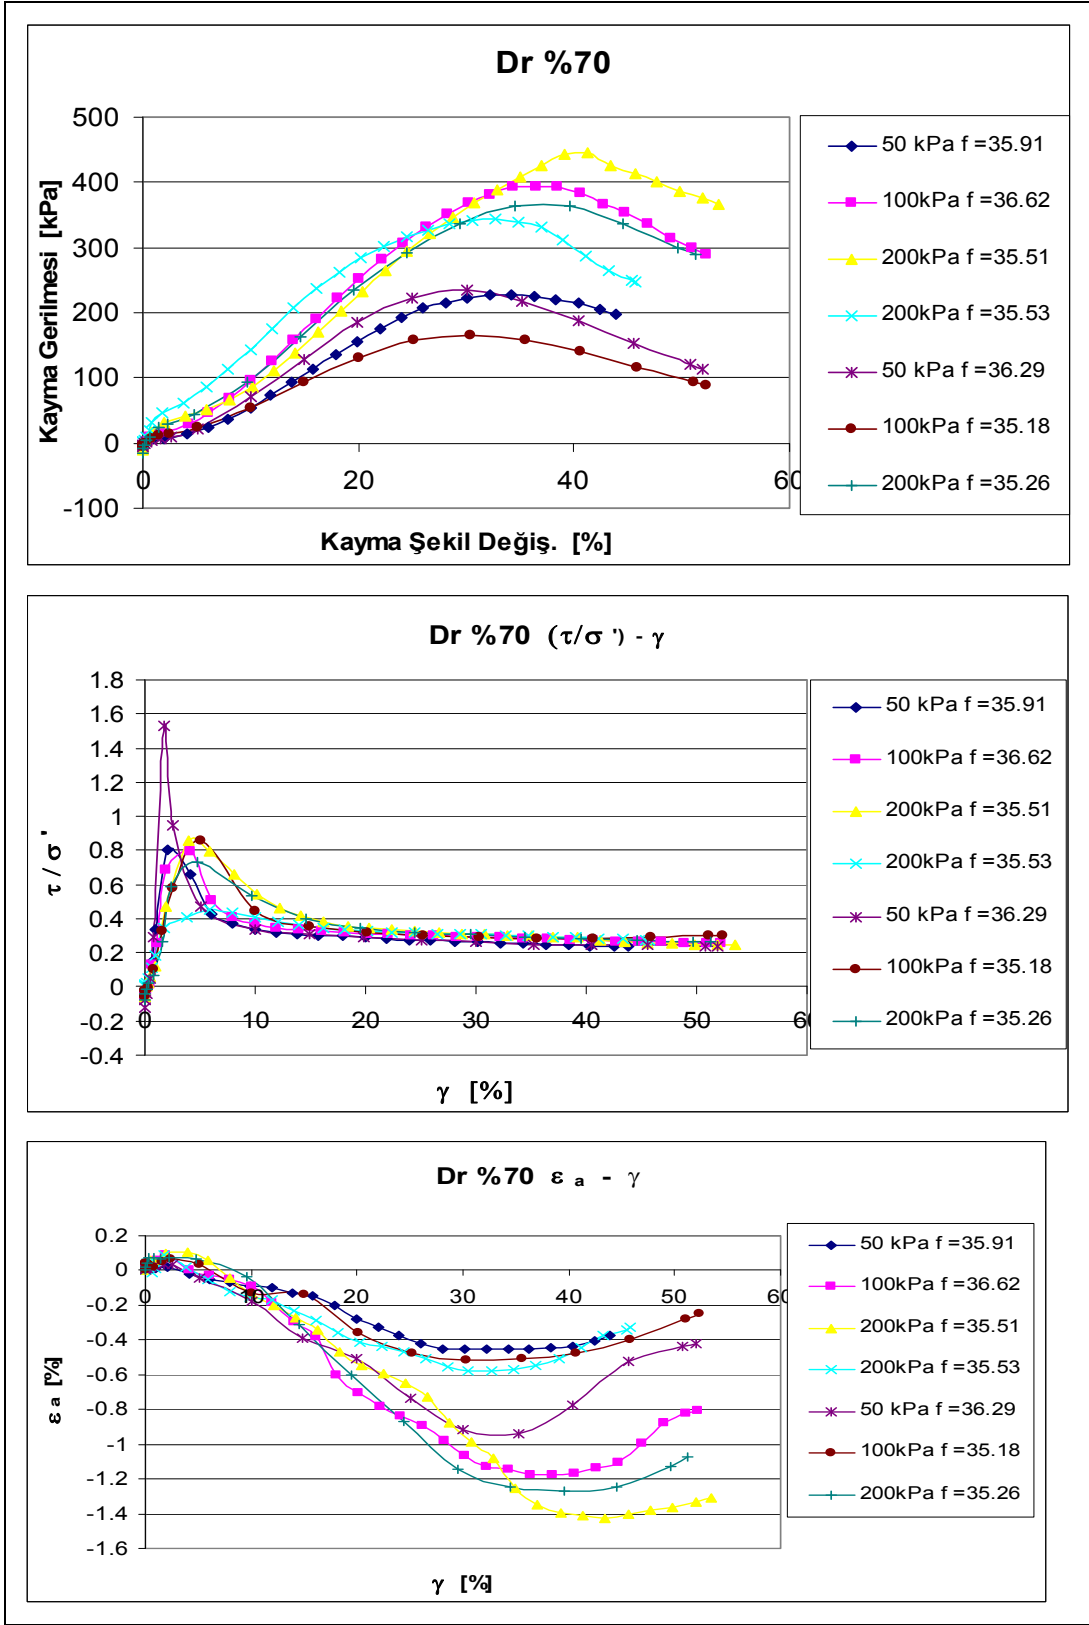 Dr %70
Kayma Gerilmesi [kPa]
500
400
300
200
100
0
-100
0
20
40
60
Kayma Şekil Değiş. [%]
50 kPa f =35.91
100kPa f =36.62
200kPa f =35.51
200kPa f =35.53
50 kPa f =36.29
100kPa f =35.18
200kPa f =35.26
Dr %70 (τ/σ ') - γ
τ / σ '
1.8
1.6
1.4
1.2
1
0.8
0.6
0.4
0.2
0
-0.2
-0.4
0
10
20
30
40
50
60
γ [%]
50 kPa f =35.91
100kPa f =36.62
200kPa f =35.51
200kPa f =35.53
50 kPa f =36.29
100kPa f =35.18
200kPa f =35.26
Dr %70 ε a - γ
ε a [%]
0.2
0
-0.2
-0.4
-0.6
-0.8
-1
-1.2
-1.4
-1.6
0
10
20
30
40
50
60
γ [%]
50 kPa f =35.91
100kPa f =36.62
200kPa f =35.51
200kPa f =35.53
50 kPa f =36.29
100kPa f =35.18
200kPa f =35.26